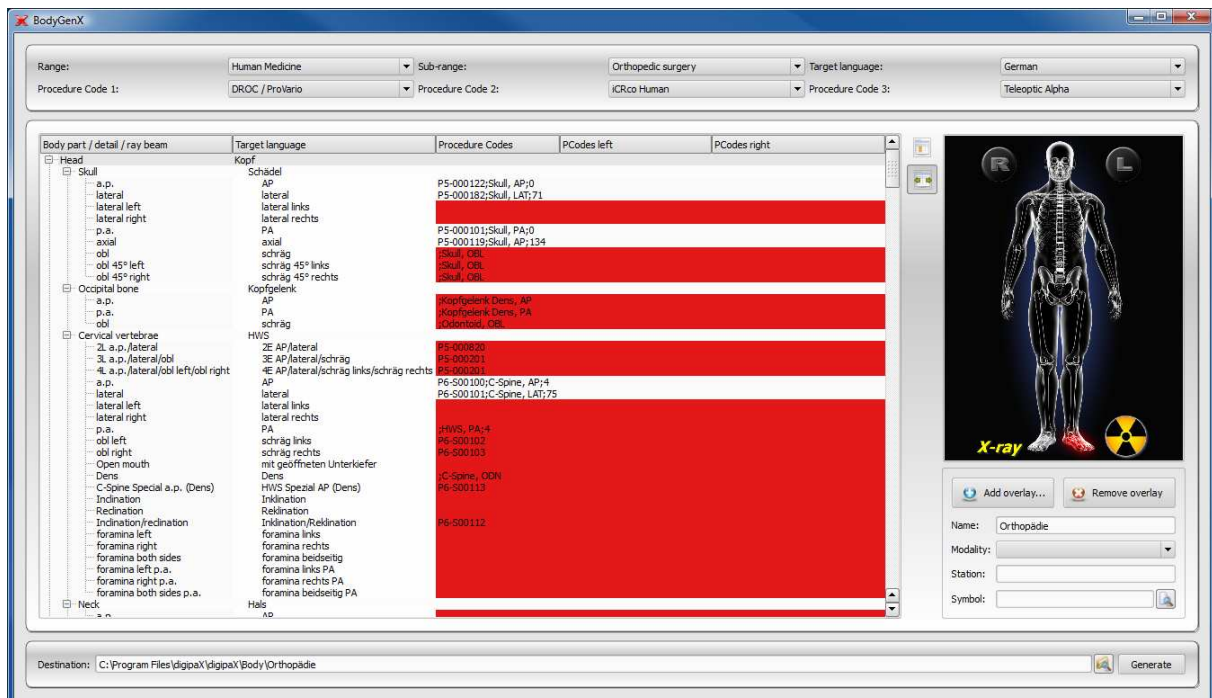 BodyGenX
Range: Human Medicine Sub-range: Orthopedic surgery Target language: German
Procedure Code 1: DROC / ProVario Procedure Code 2: iCRco Human Procedure Code 3: Teleoptic Alpha
Body part / detail / ray beam Target language Procedure Codes PCodes left PCodes right
Head Kopf
Skull Schädel
a.p. AP P5-000122;Skull, AP;0
lateral lateral P5-000182;Skull, LAT;71
lateral left lateral links
lateral right lateral rechts
p.a. PA P5-000101;Skull, PA;0
axial axial P5-000119;Skull, AP;134
obl schräg ;Skull, OBL
obl 45° left schräg 45° links ;Skull, OBL
obl 45° right schräg 45° rechts ;Skull, OBL
Occipital bone Kopfgelenk
a.p. AP ;Kopfgelenk Dens, AP
p.a. PA ;Kopfgelenk Dens, PA
obl schräg ;Odontoid, OBL
Cervical vertebrae HWS
2L a.p./lateral 2E AP/lateral P5-000820
3L a.p./lateral/obl 3E AP/lateral/schräg P5-000201
4L a.p./lateral/obl left/obl right 4E AP/lateral/schräg links/schräg rechts P5-000201
a.p. AP P6-S00100;C-Spine, AP;4
lateral lateral P6-S00101;C-Spine, LAT;75
lateral left lateral links
lateral right lateral rechts
p.a. PA ;HWS, PA;4
obl left schräg links P6-S00102
obl right schräg rechts P6-S00103
Open mouth mit geöffneten Unterkiefer
Dens Dens ;C-Spine, ODN
C-Spine Special a.p. (Dens) HWS Spezial AP (Dens) P6-S00113
Inclination Inklination
Reclination Reklination
Inclination/reclination Inklination/Reklination P6-S00112
foramina left foramina links
foramina right foramina rechts
foramina both sides foramina beidseitig
foramina left p.a. foramina links PA
foramina right p.a. foramina rechts PA
foramina both sides p.a. foramina beidseitig PA
Neck Hals
a.p. AP
R L
X-ray
Add overlay... Remove overlay
Name: Orthopädie
Modality:
Station:
Symbol:
Destination: C:\Program Files\digipaX\digipaX\Body\Orthopädie Generate